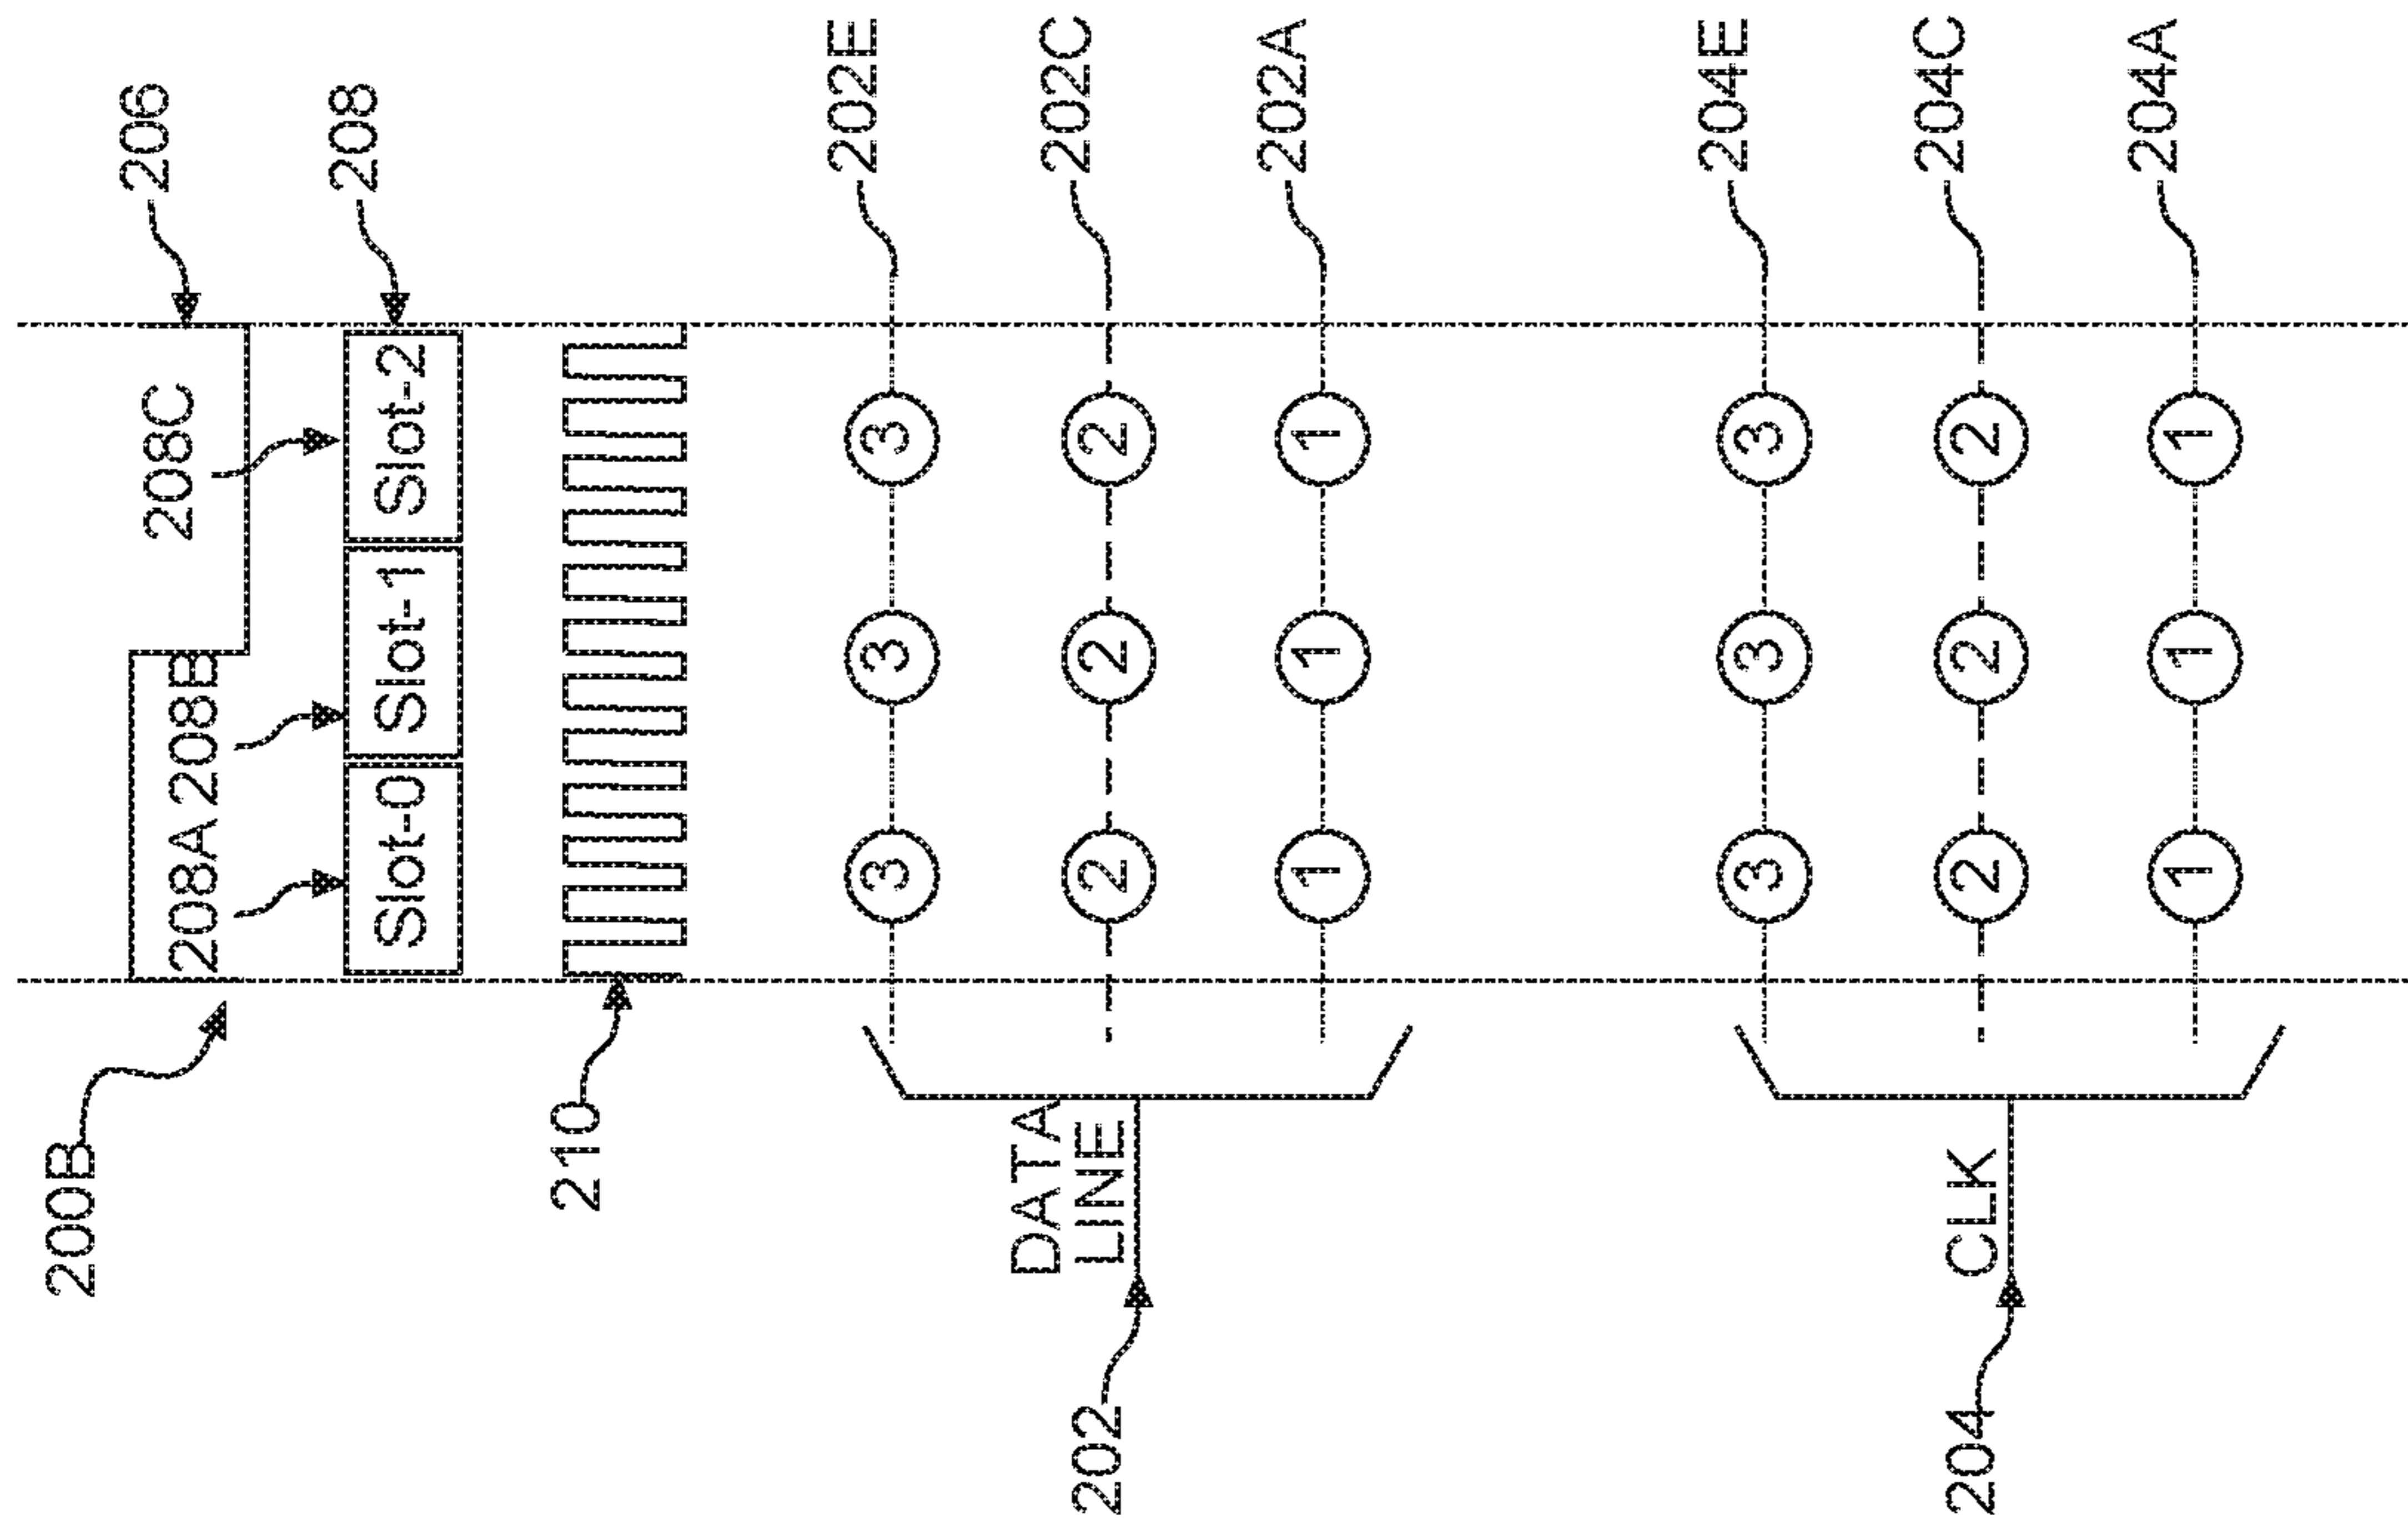 200B
208A 208B
208C
206
Slot-0 Slot-1 Slot-2
208
210
3 3 3
202E
DATA
LINE
202
2 2 2
202C
1 1 1
202A
3 3 3
204E
CLK
204
2 2 2
204C
1 1 1
204A